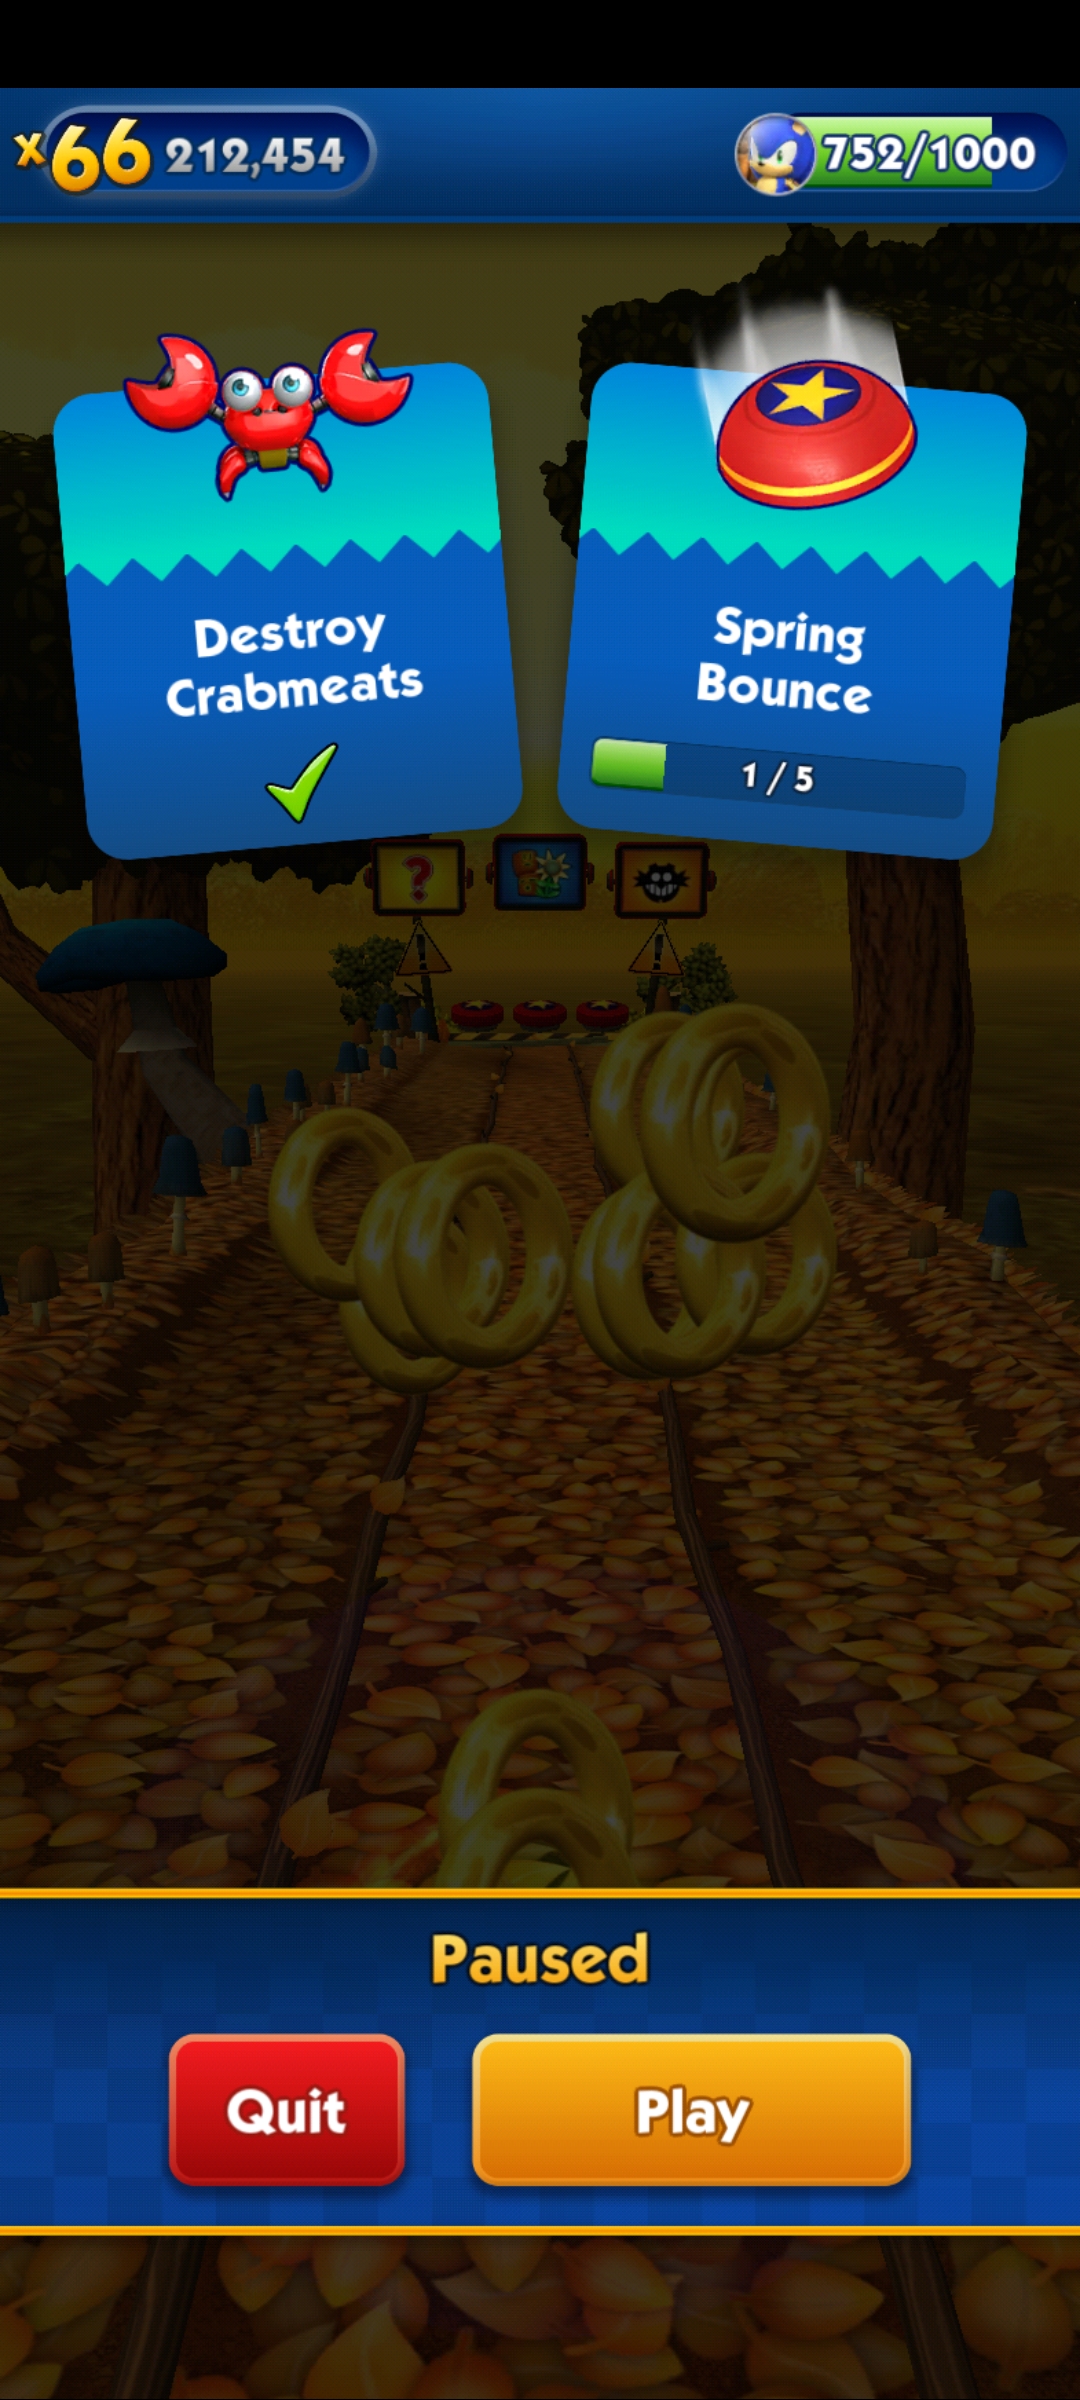 x66 212,454
752/1000
Destroy
Crabmeats
Spring
Bounce
1 / 5
?
!
!
Paused
Quit
Play